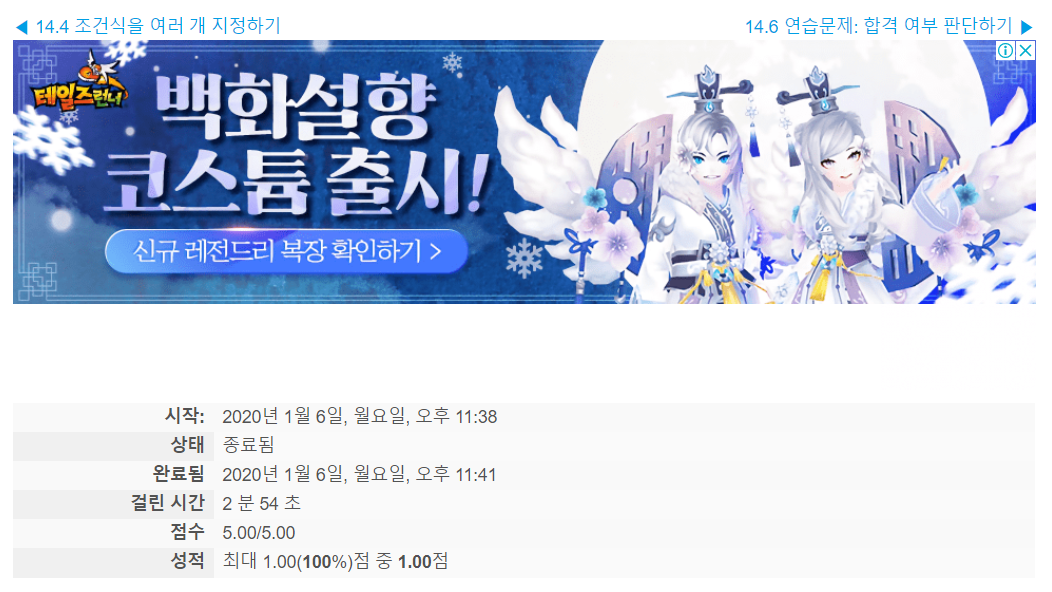 ◀ 14.4 조건식을 여러 개 지정하기
14.6 연습문제: 합격 여부 판단하기 ▶
테일즈런너
백화설향
코스튬 출시!
신규 레전드리 복장 확인하기 >
시작: 2020년 1월 6일, 월요일, 오후 11:38
상태 종료됨
완료됨 2020년 1월 6일, 월요일, 오후 11:41
걸린 시간 2 분 54 초
점수 5.00/5.00
성적 최대 1.00(100%)점 중 1.00점